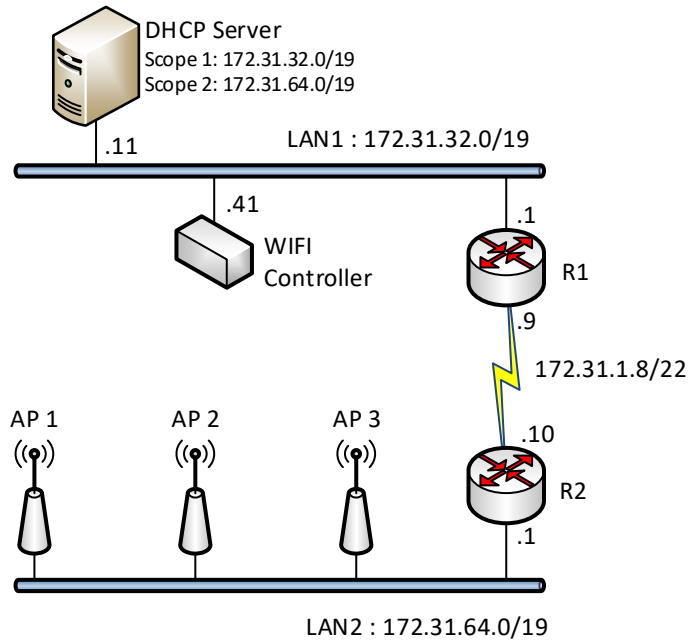 DHCP Server
Scope 1: 172.31.32.0/19
Scope 2: 172.31.64.0/19
.11
LAN1 : 172.31.32.0/19
.41
.1
WIFI
Controller
R1
.9
172.31.1.8/22
AP 1
AP 2
AP 3
.10
R2
.1
LAN2 : 172.31.64.0/19